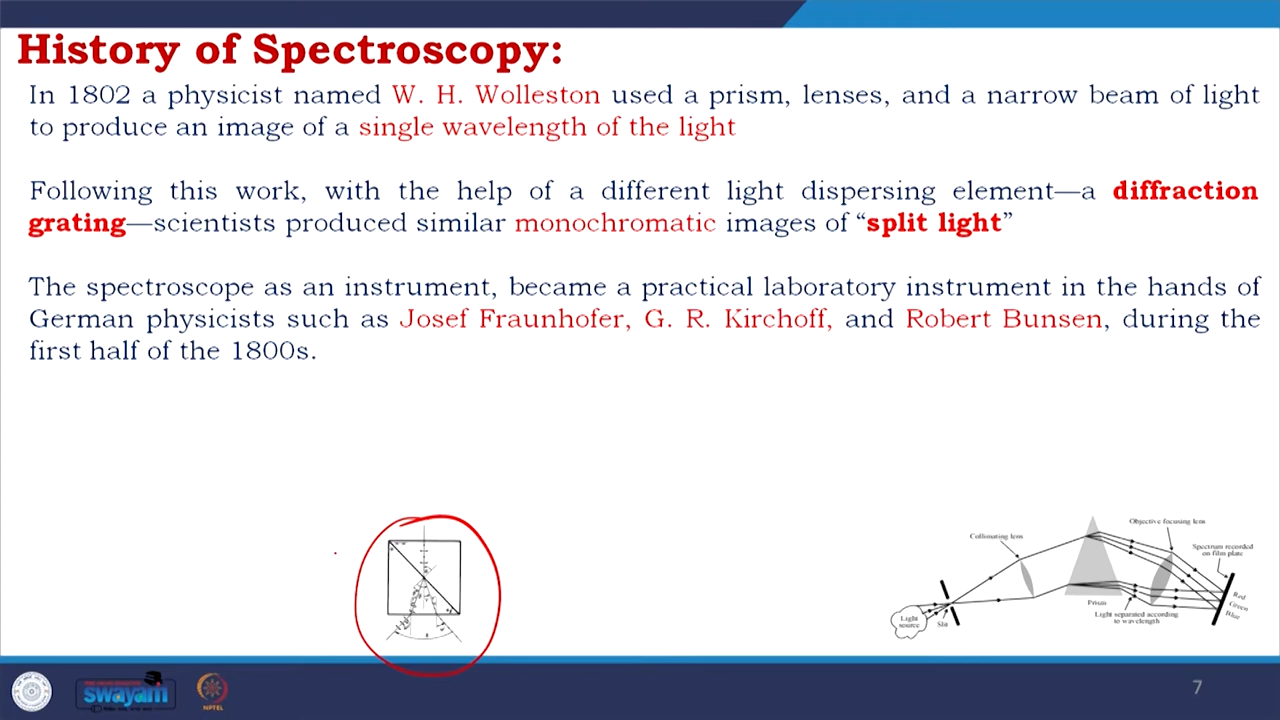 History of Spectroscopy:
In 1802 a physicist named W. H. Wolleston used a prism, lenses, and a narrow beam of light
to produce an image of a single wavelength of the light
Following this work, with the help of a different light dispersing element—a diffraction
grating—scientists produced similar monochromatic images of “split light”
The spectroscope as an instrument, became a practical laboratory instrument in the hands of
German physicists such as Josef Fraunhofer, G. R. Kirchoff, and Robert Bunsen, during the
first half of the 1800s.
Objective focusing lens
Collimating lens
Spectrum recorded
on film plate
Light
source
Slit
Prism
Light separated according
to wavelength
Red
Green
Blue
swayam
NPTEL
7